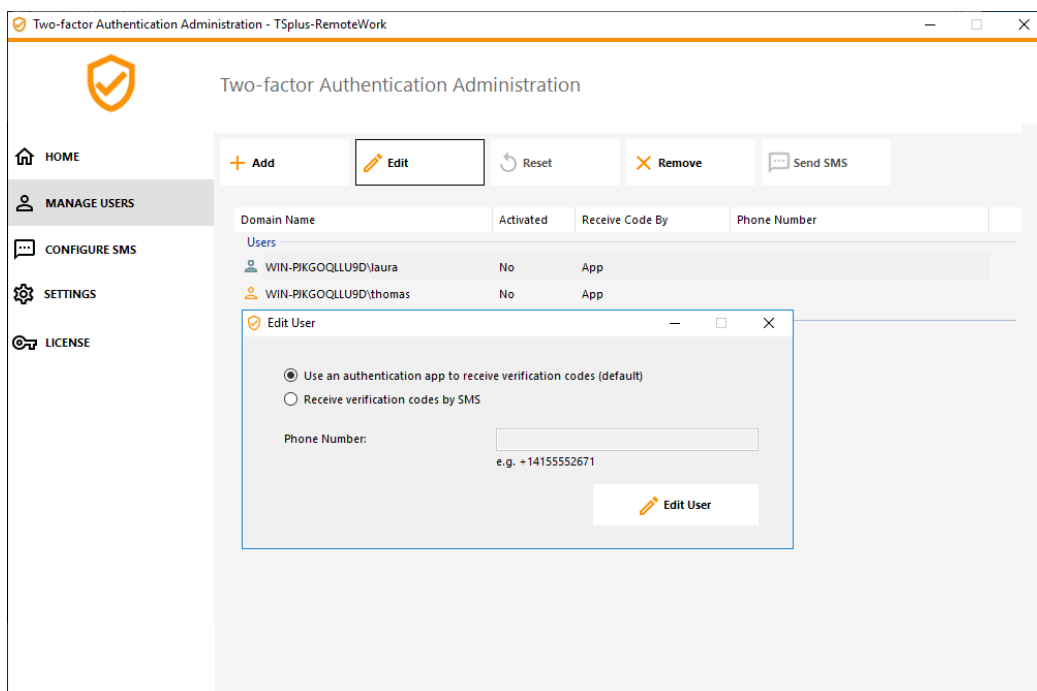 Two-factor Authentication Administration - TSplus-RemoteWork
Two-factor Authentication Administration
HOME
MANAGE USERS
CONFIGURE SMS
SETTINGS
LICENSE
Add Edit Reset Remove Send SMS
Domain Name Activated Receive Code By Phone Number
Users
WIN-PJKGOQLLU9D\laura No App
WIN-PJKGOQLLU9D\thomas No App
Edit User
Use an authentication app to receive verification codes (default)
Receive verification codes by SMS
Phone Number:
e.g. +14155552671
Edit User